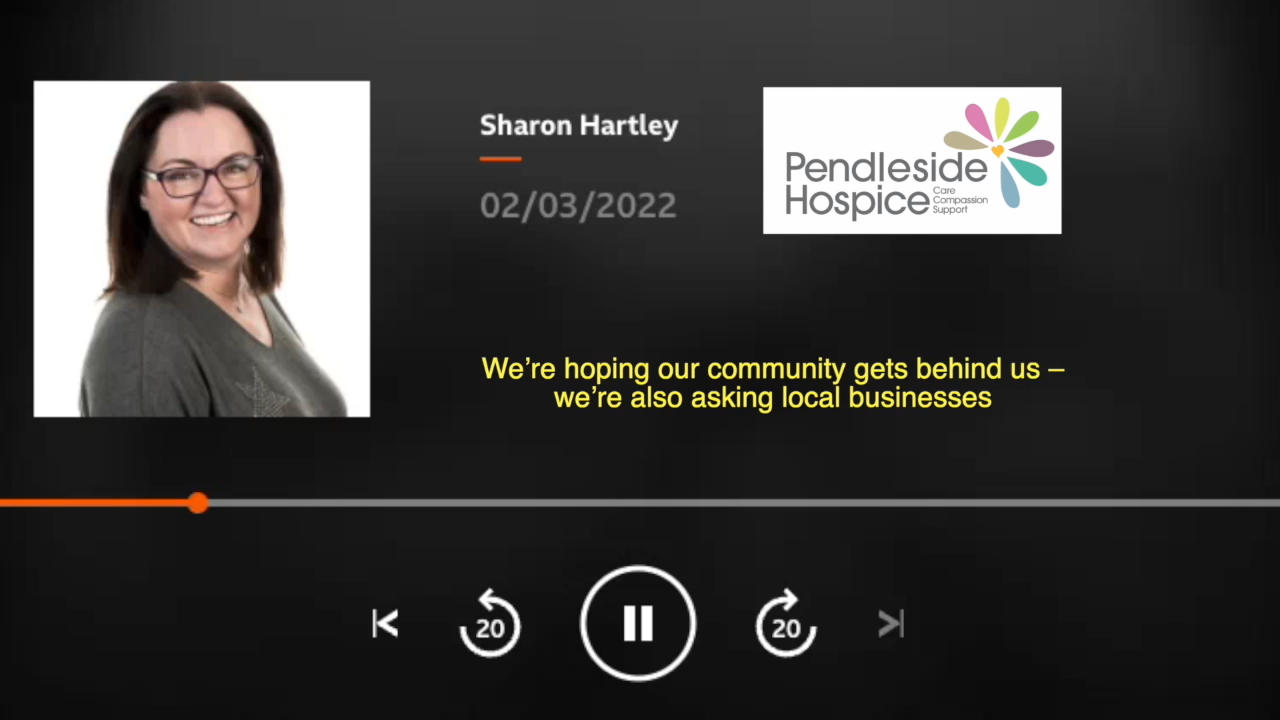 Sharon Hartley
02/03/2022
Pendleside
Hospice
Care
Compassion
Support
We're hoping our community gets behind us –
we're also asking local businesses
20
20